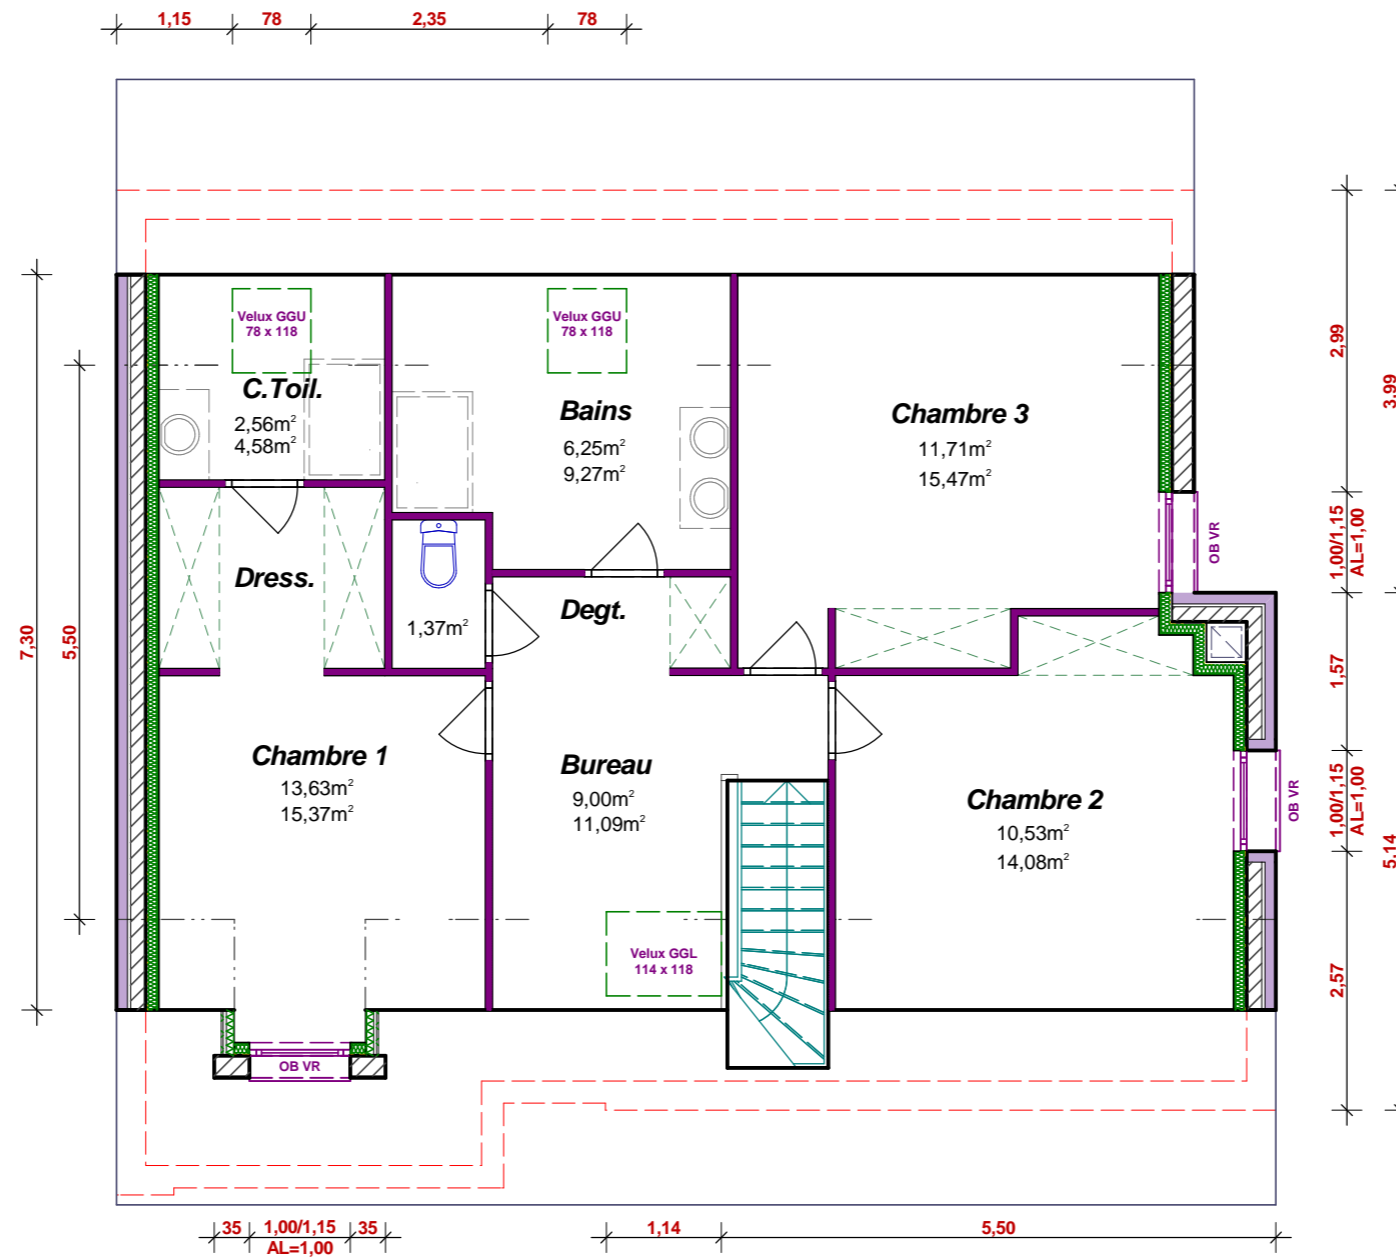 1,15 78 2,35 78
Velux GGU
78 x 118
Velux GGU
78 x 118
C.Toil.
2,56m²
4,58m²
Bains
6,25m²
9,27m²
Chambre 3
11,71m²
15,47m²
2,99
3,99
1,00/1,15
AL=1,00
OB VR
Dress.
1,37m²
Degt.
7,30
5,50
1,57
Chambre 1
13,63m²
15,37m²
Bureau
9,00m²
11,09m²
Chambre 2
10,53m²
14,08m²
OB VR
1,00/1,15
AL=1,00
5,14
Velux GGL
114 x 118
2,57
OB VR
35 1,00/1,15 35
AL=1,00
1,14 5,50